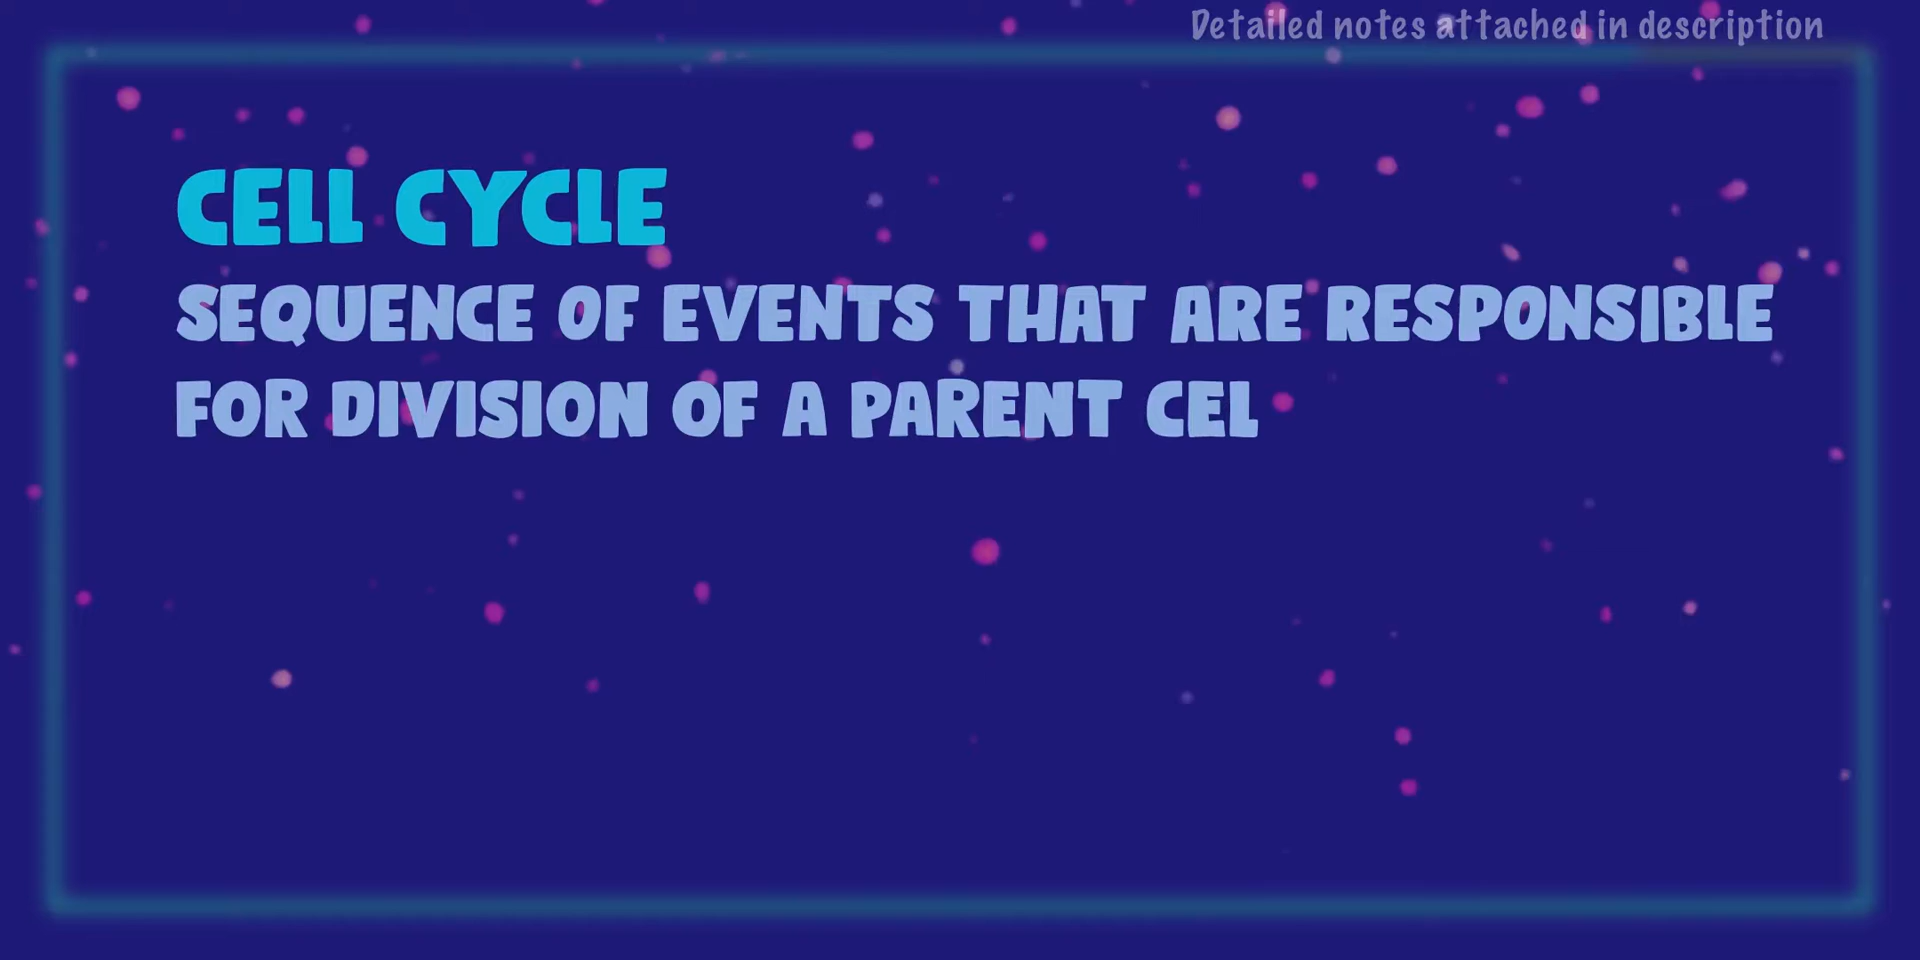 Detailed notes attached in description
CELL CYCLE
SEQUENCE OF EVENTS THAT ARE RESPONSIBLE
FOR DIVISION OF A PARENT CEL